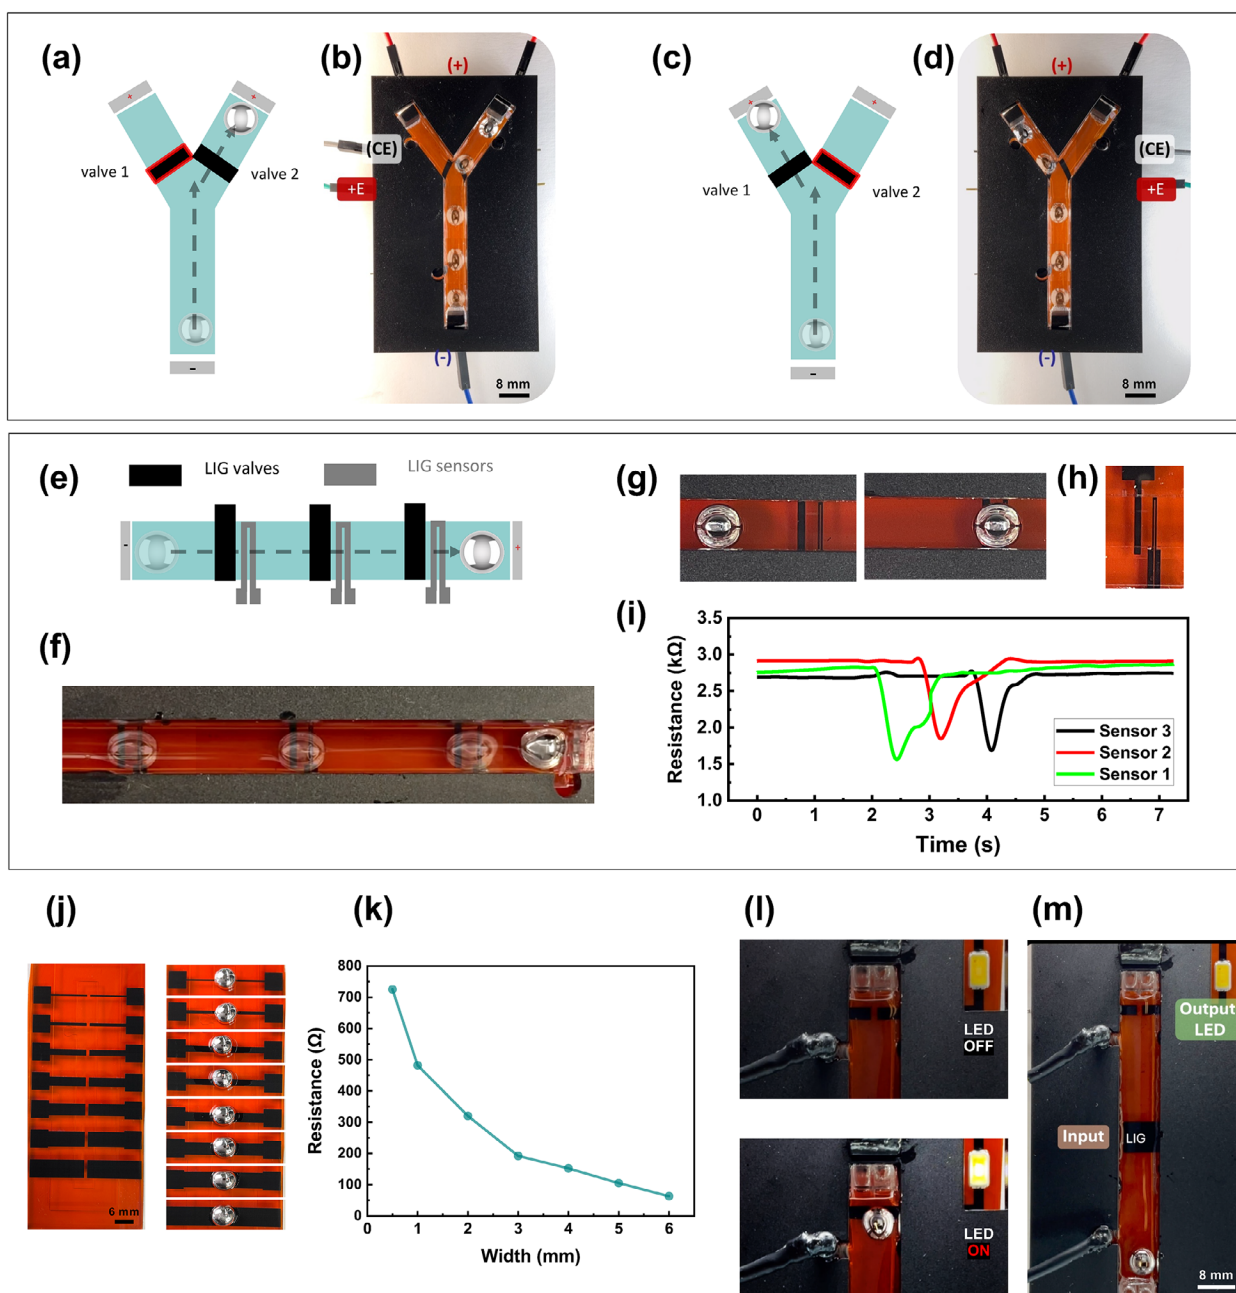 (a)
+
+
valve 1
valve 2
-
(b)
(+)
(CE)
+E
(-)
8 mm
(c)
+
+
valve 1
valve 2
-
(d)
(+)
(CE)
+E
(-)
8 mm
(e)
LIG valves
LIG sensors
-
+
(f)
(g)
(h)
(i)
3.5
3.0
2.5
2.0
1.5
1.0
Resistance (kΩ)
Sensor 3
Sensor 2
Sensor 1
0 1 2 3 4 5 6 7
Time (s)
(j)
6 mm
(k)
800
700
600
500
400
300
200
100
0
Resistance (Ω)
0 1 2 3 4 5 6
Width (mm)
(l)
LED
OFF
LED
ON
(m)
Output
LED
Input
LIG
8 mm